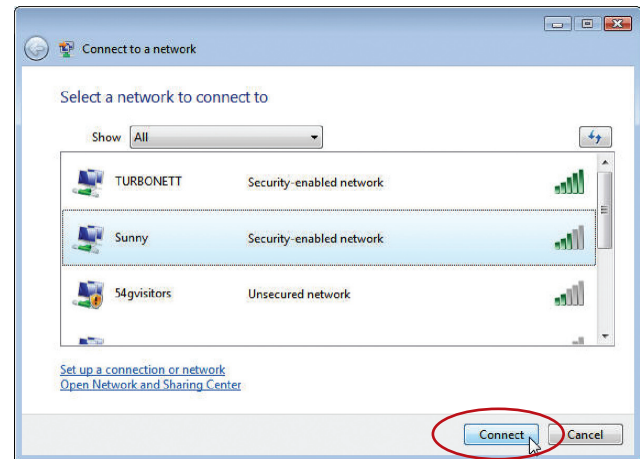 Connect to a network
Select a network to connect to
Show All
TURBONETT Security-enabled network
Sunny Security-enabled network
54gvisitors Unsecured network
Set up a connection or network
Open Network and Sharing Center
Connect Cancel